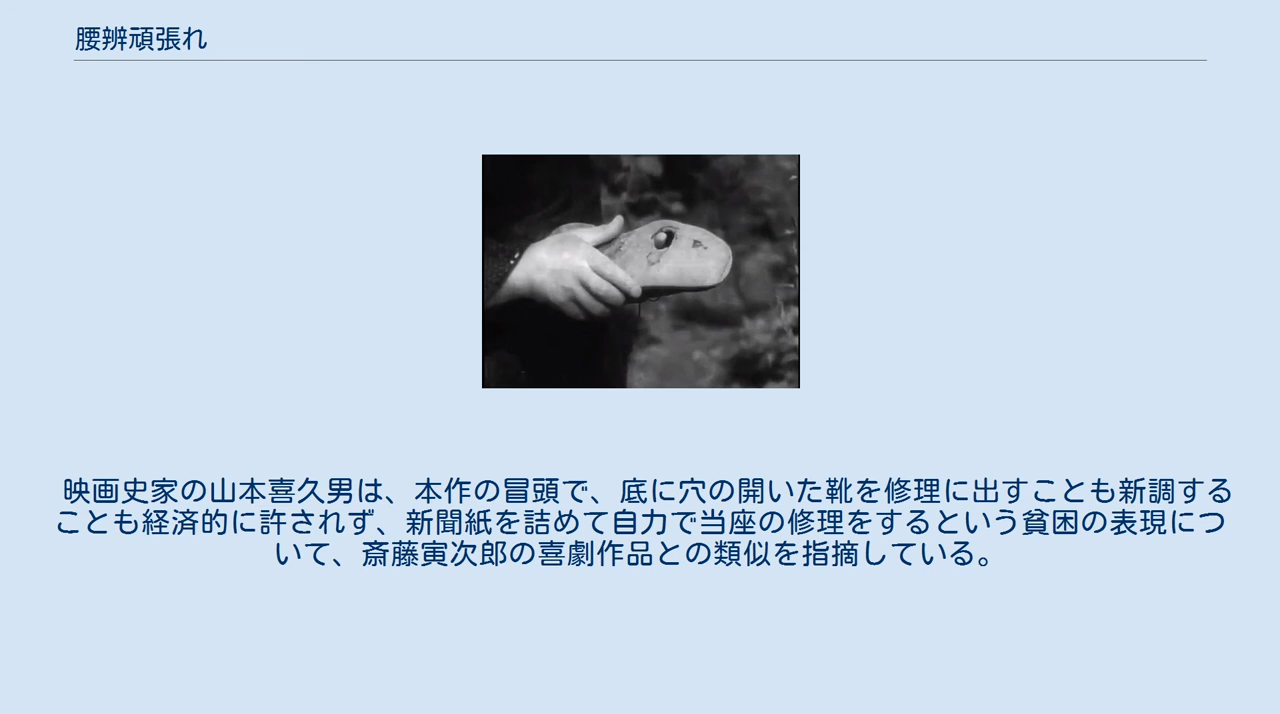 腰辨頑張れ
映画史家の山本喜久男は、本作の冒頭で、底に穴の開いた靴を修理に出すことも新調する
ことも経済的に許されず、新聞紙を詰めて自力で当座の修理をするという貧困の表現につ
いて、斎藤寅次郎の喜劇作品との類似を指摘している。